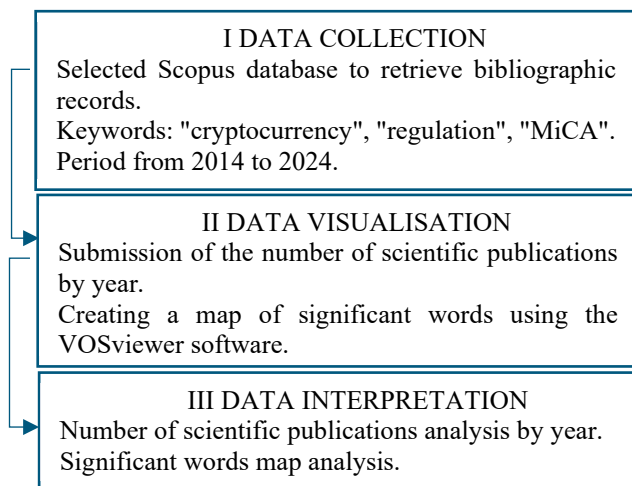 I DATA COLLECTION
Selected Scopus database to retrieve bibliographic
records.
Keywords: "cryptocurrency", "regulation", "MiCA".
Period from 2014 to 2024.
II DATA VISUALISATION
Submission of the number of scientific publications
by year.
Creating a map of significant words using the
VOSviewer software.
III DATA INTERPRETATION
Number of scientific publications analysis by year.
Significant words map analysis.